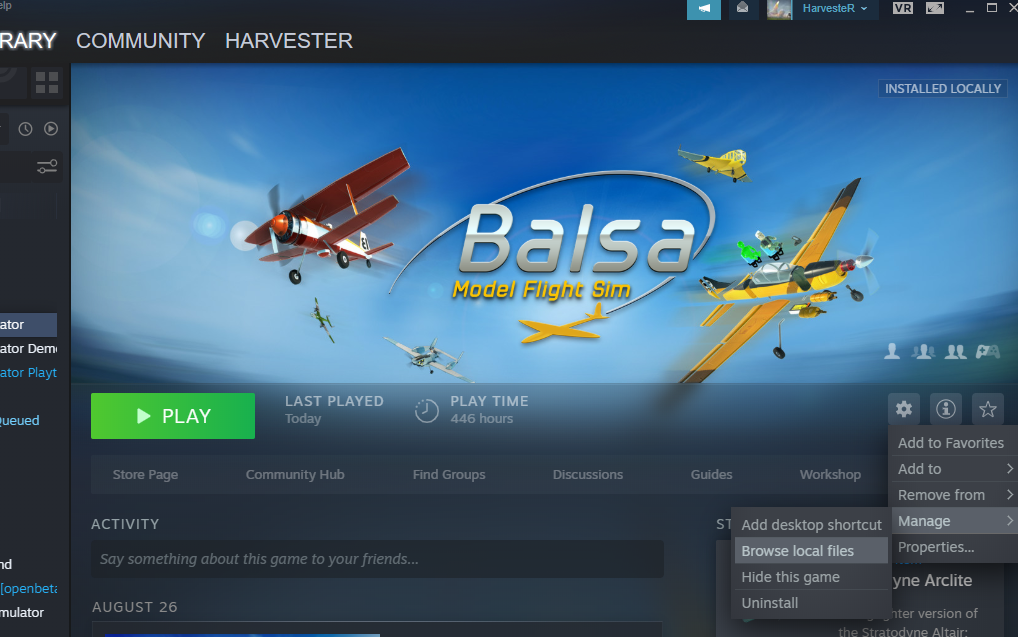 elp
HarvesteR
VR
RARY COMMUNITY HARVESTER
INSTALLED LOCALLY
Balsa
Model Flight Sim
ator
ator Demo
ator Playt
Queued
nd
[openbeta
mulator
PLAY
LAST PLAYED
Today
PLAY TIME
446 hours
Store Page
Community Hub
Find Groups
Discussions
Guides
Workshop
Add to Favorites
Add to
Remove from
Manage
Properties...
Add desktop shortcut
Browse local files
Hide this game
Uninstall
ACTIVITY
Say something about this game to your friends...
AUGUST 26
ST
yne Arclite
ghter version of
the Stratodyne Altair: